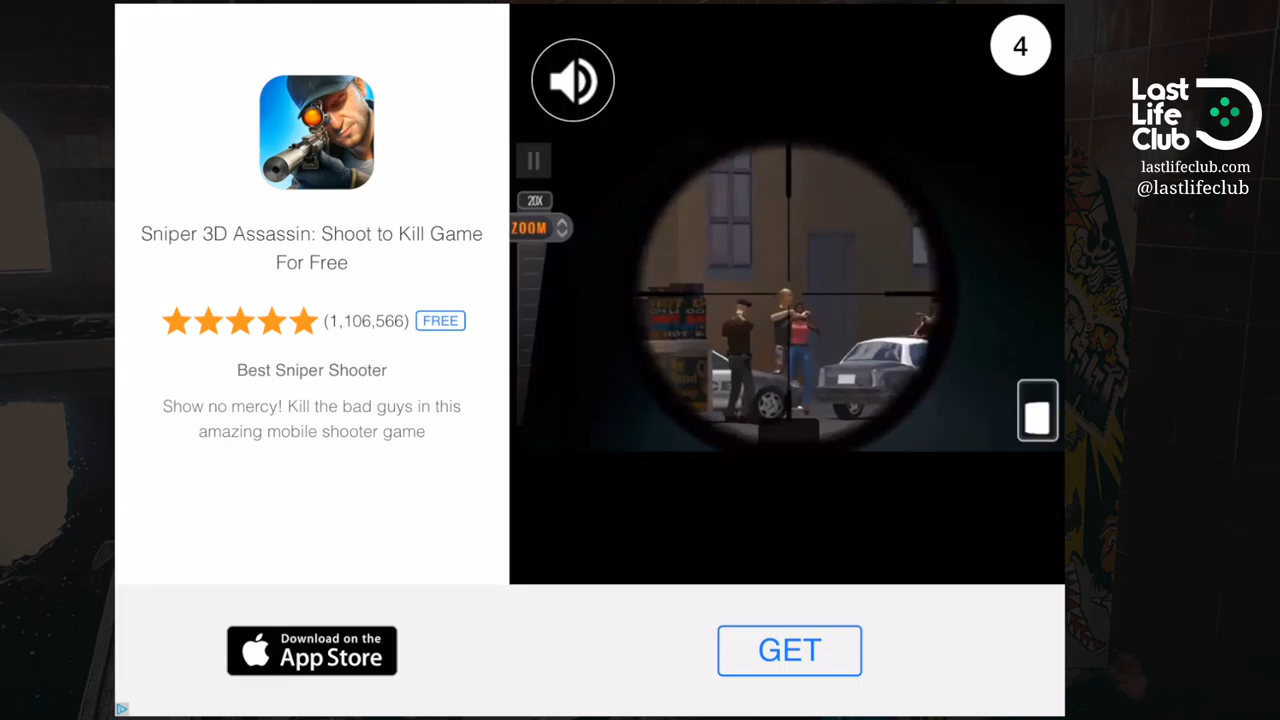 4
Last
Life
Club
lastlifeclub.com
@lastlifeclub
20X
ZOOM
Sniper 3D Assassin: Shoot to Kill Game
For Free
(1,106,566) FREE
Best Sniper Shooter
Show no mercy! Kill the bad guys in this
amazing mobile shooter game
Download on the
App Store
GET